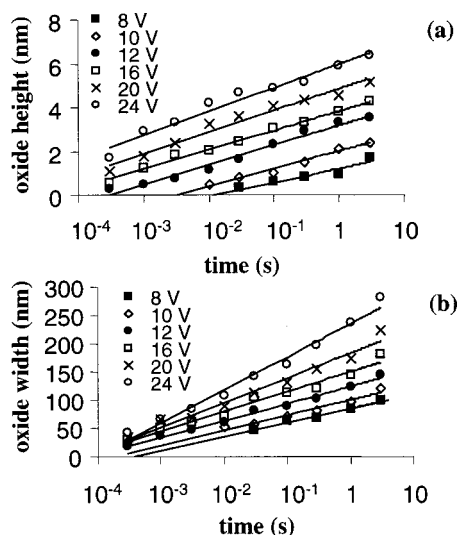 (a)
oxide height (nm)
8
6
4
2
0
8 V
10 V
12 V
16 V
20 V
24 V
10⁻⁴ 10⁻³ 10⁻² 10⁻¹ 1 10
time (s)
(b)
oxide width (nm)
300
250
200
150
100
50
0
8 V
10 V
12 V
16 V
20 V
24 V
10⁻⁴ 10⁻³ 10⁻² 10⁻¹ 1 10
time (s)